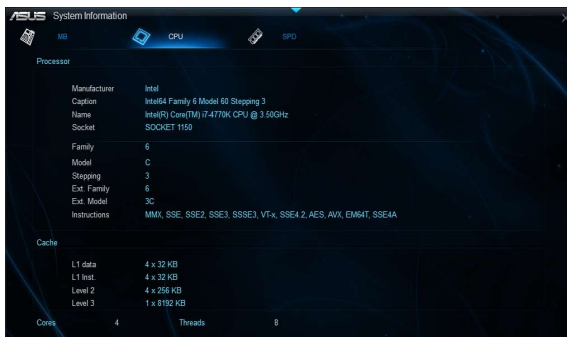 ASUS System Information
MB CPU SPD
Processor
Manufacturer Intel
Caption Intel64 Family 6 Model 60 Stepping 3
Name Intel(R) Core(TM) i7-4770K CPU @ 3.50GHz
Socket SOCKET 1150
Family 6
Model C
Stepping 3
Ext. Family 6
Ext. Model 3C
Instructions MMX, SSE, SSE2, SSE3, SSSE3, VT-x, SSE4.2, AES, AVX, EM64T, SSE4A
Cache
L1 data 4 x 32 KB
L1 Inst. 4 x 32 KB
Level 2 4 x 256 KB
Level 3 1 x 8192 KB
Cores 4 Threads 8